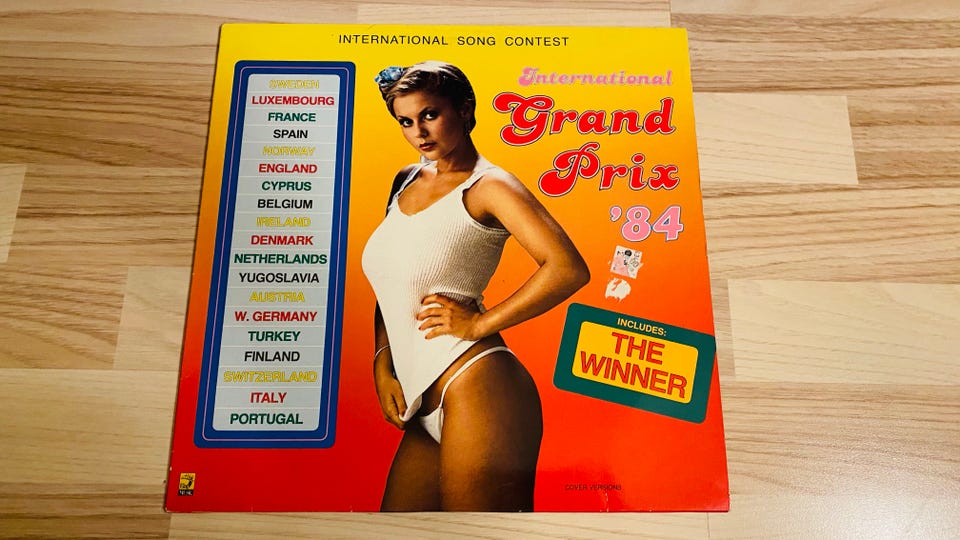 INTERNATIONAL SONG CONTEST
SWEDEN
LUXEMBOURG
FRANCE
SPAIN
NORWAY
ENGLAND
CYPRUS
BELGIUM
IRELAND
DENMARK
NETHERLANDS
YUGOSLAVIA
AUSTRIA
W. GERMANY
TURKEY
FINLAND
SWITZERLAND
ITALY
PORTUGAL
International
Grand
Prix
'84
INCLUDES:
THE
WINNER
COVER VERSIONS